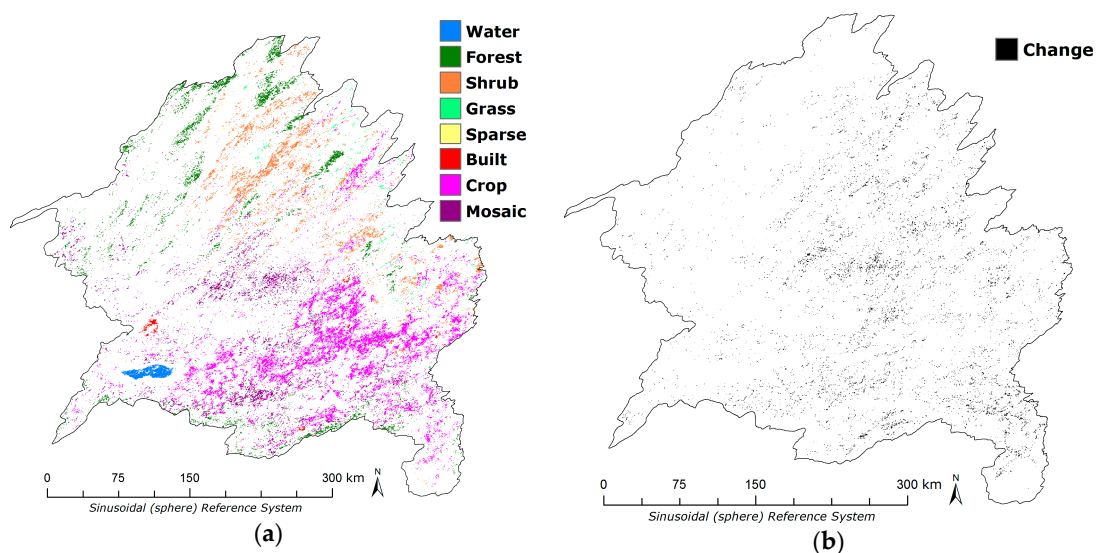 Water
Forest
Shrub
Grass
Sparse
Built
Crop
Mosaic
0 75 150 300 km
N
Sinusoidal (sphere) Reference System
(a)
Change
0 75 150 300 km
N
Sinusoidal (sphere) Reference System
(b)